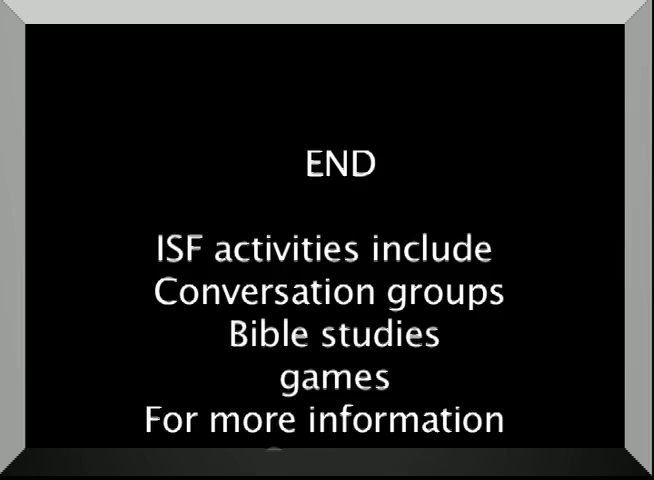 END
ISF activities include
Conversation groups
Bible studies
games
For more information